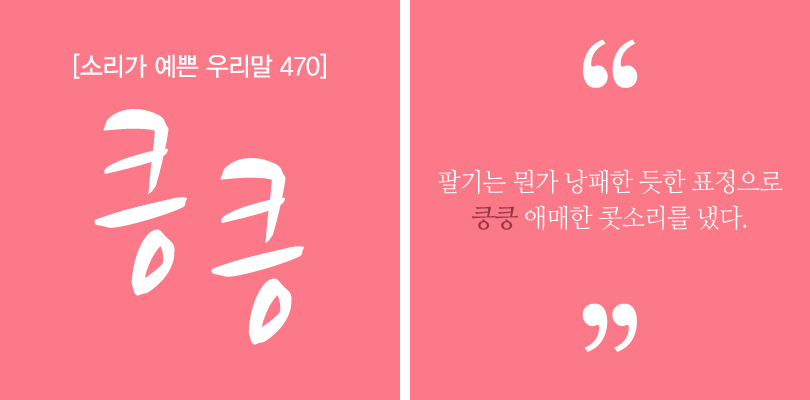 [소리가 예쁜 우리말 470]
킁킁
“
팔기는 뭔가 낭패한 듯한 표정으로
킁킁 애매한 콧소리를 냈다.
”